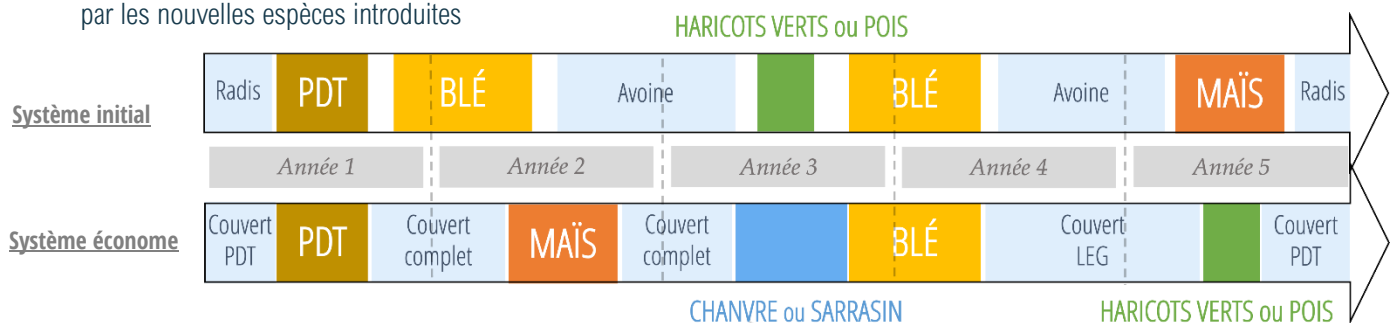 par les nouvelles espèces introduites
HARICOTS VERTS ou POIS
Système initial
Radis
PDT
BLÉ
Avoine
BLÉ
Avoine
MAÏS
Radis
Année 1
Année 2
Année 3
Année 4
Année 5
Système économe
Couvert
PDT
PDT
Couvert
complet
MAÏS
Couvert
complet
BLÉ
Couvert
LEG
Couvert
PDT
CHANVRE ou SARRASIN
HARICOTS VERTS ou POIS